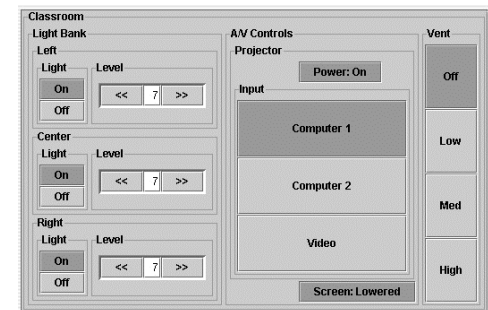 Classroom
Light Bank
Left
Light Level
On
Off
<< 7 >>
Center
Light Level
On
Off
<< 7 >>
Right
Light Level
On
Off
<< 7 >>
A/V Controls
Projector
Power: On
Input
Computer 1
Computer 2
Video
Screen: Lowered
Vent
Off
Low
Med
High